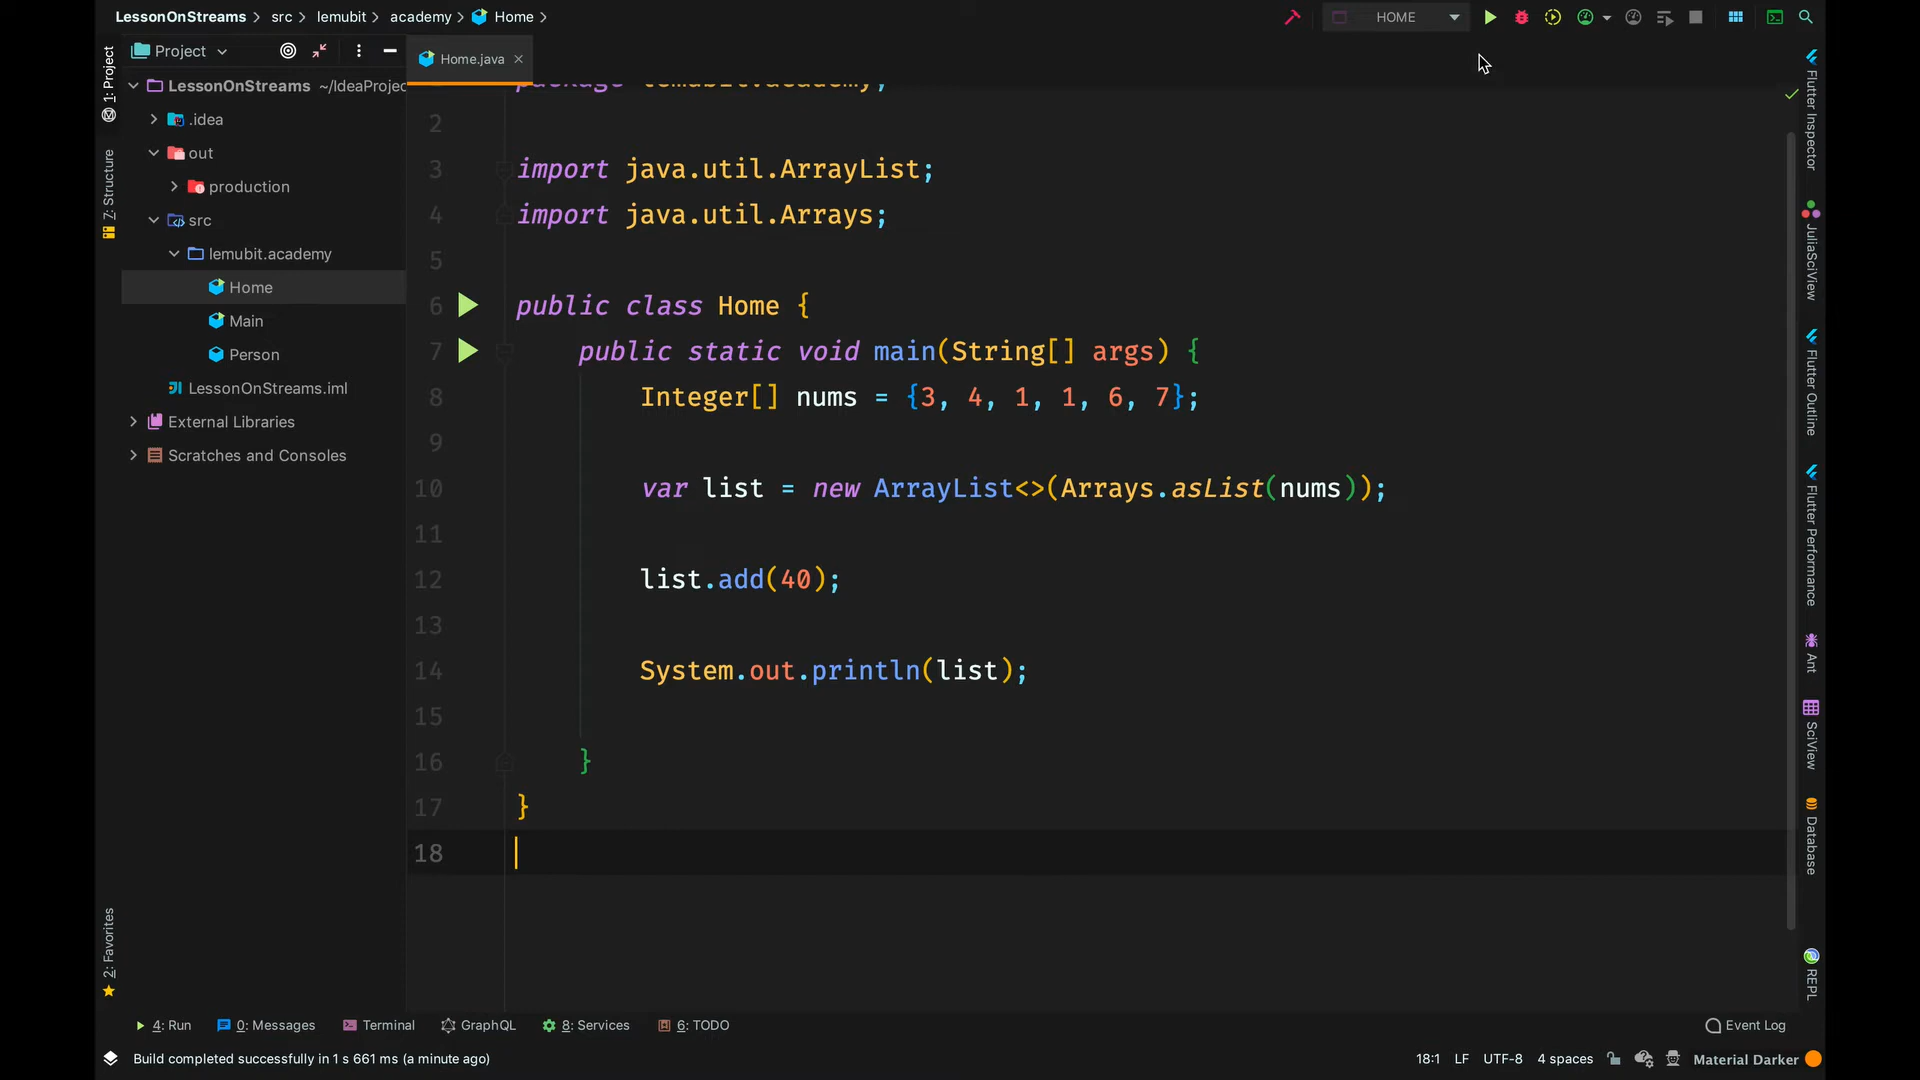 LessonOnStreams > src > lemubit > academy > Home >
HOME
1: Project
Project
Home.java
LessonOnStreams ~/IdeaProjec
.idea
out
production
src
lemubit.academy
Home
Main
Person
LessonOnStreams.iml
External Libraries
Scratches and Consoles
7: Structure
2: Favorites
package lemubit.academy;
2
3 import java.util.ArrayList;
4 import java.util.Arrays;
5
6 public class Home {
7 public static void main(String[] args) {
8 Integer[] nums = {3, 4, 1, 1, 6, 7};
9
10 var list = new ArrayList<>(Arrays.asList(nums));
11
12 list.add(40);
13
14 System.out.println(list);
15
16 }
17 }
18
Flutter Inspector
JuliaSciView
Flutter Outline
Flutter Performance
Ant
SciView
Database
REPL
4: Run 0: Messages Terminal GraphQL 8: Services 6: TODO Event Log
Build completed successfully in 1 s 661 ms (a minute ago) 18:1 LF UTF-8 4 spaces Material Darker